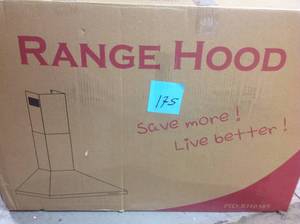 RANGE HOOD
175
Save more!
Live better!